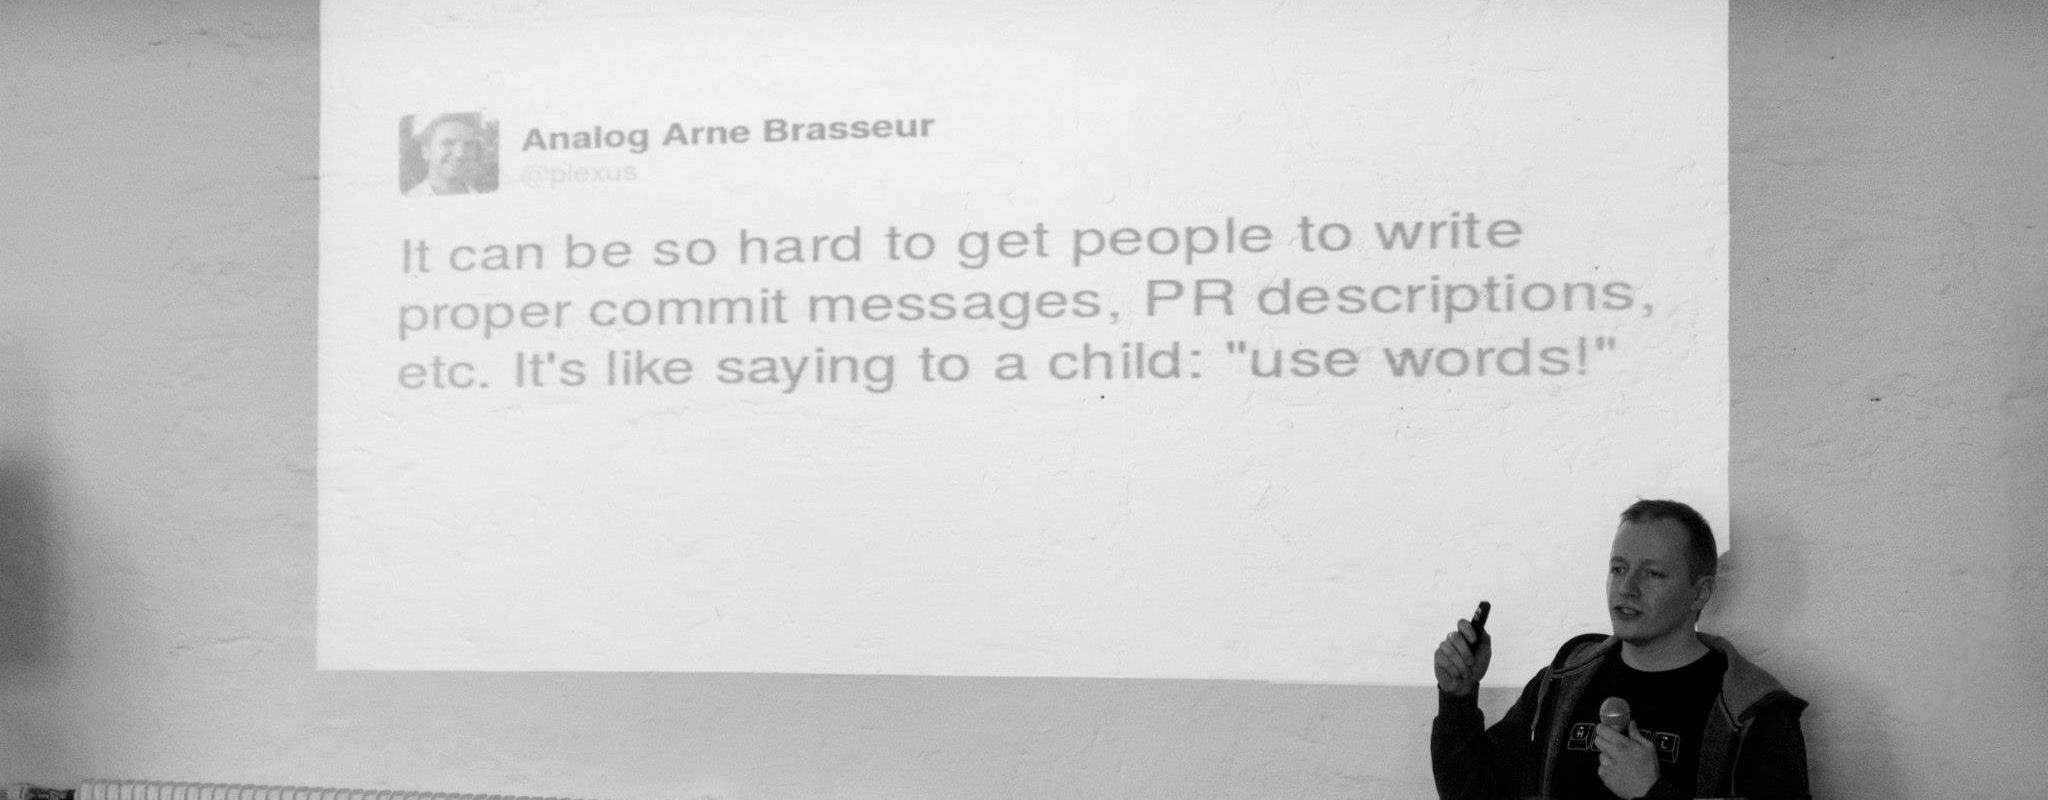 Analog Arne Brasseur
@plexus
It can be so hard to get people to write
proper commit messages, PR descriptions,
etc. It's like saying to a child: "use words!"